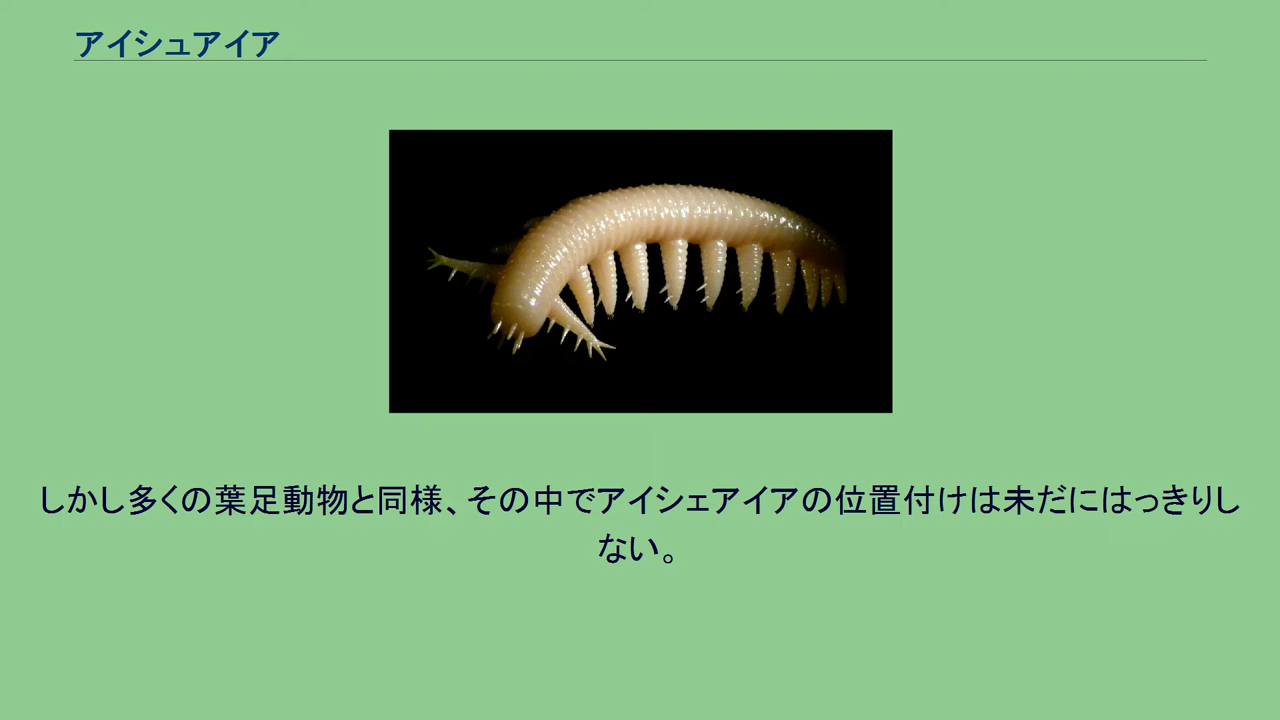 アイシュアイア
しかし多くの葉足動物と同様、その中でアイシェアイアの位置付けは未だにはっきりし
ない。